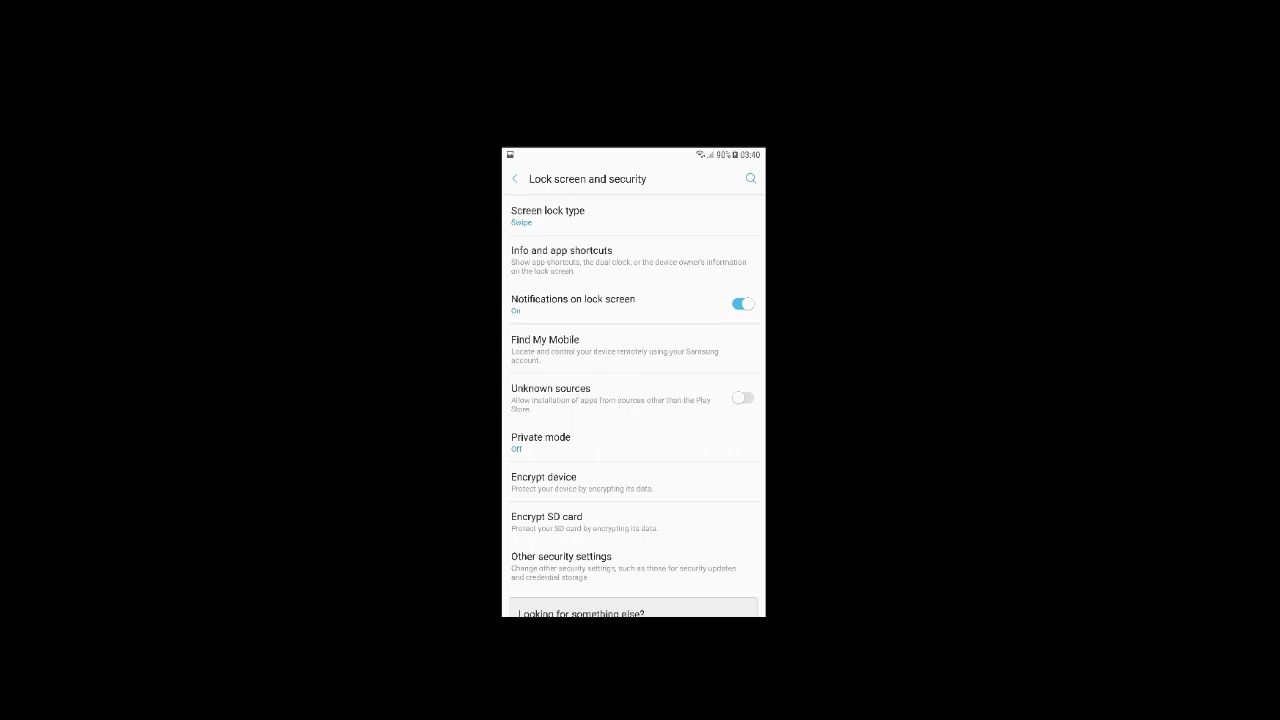 90% 03:40
Lock screen and security
Screen lock type
Swipe
Info and app shortcuts
Show app shortcuts, the dual clock, or the device owner's information
on the lock screen.
Notifications on lock screen
On
Find My Mobile
Locate and control your device remotely using your Samsung
account.
Unknown sources
Allow installation of apps from sources other than the Play
Store.
Private mode
Off
Encrypt device
Protect your device by encrypting its data.
Encrypt SD card
Protect your SD card by encrypting its data.
Other security settings
Change other security settings, such as those for security updates
and credential storage.
Looking for something else?